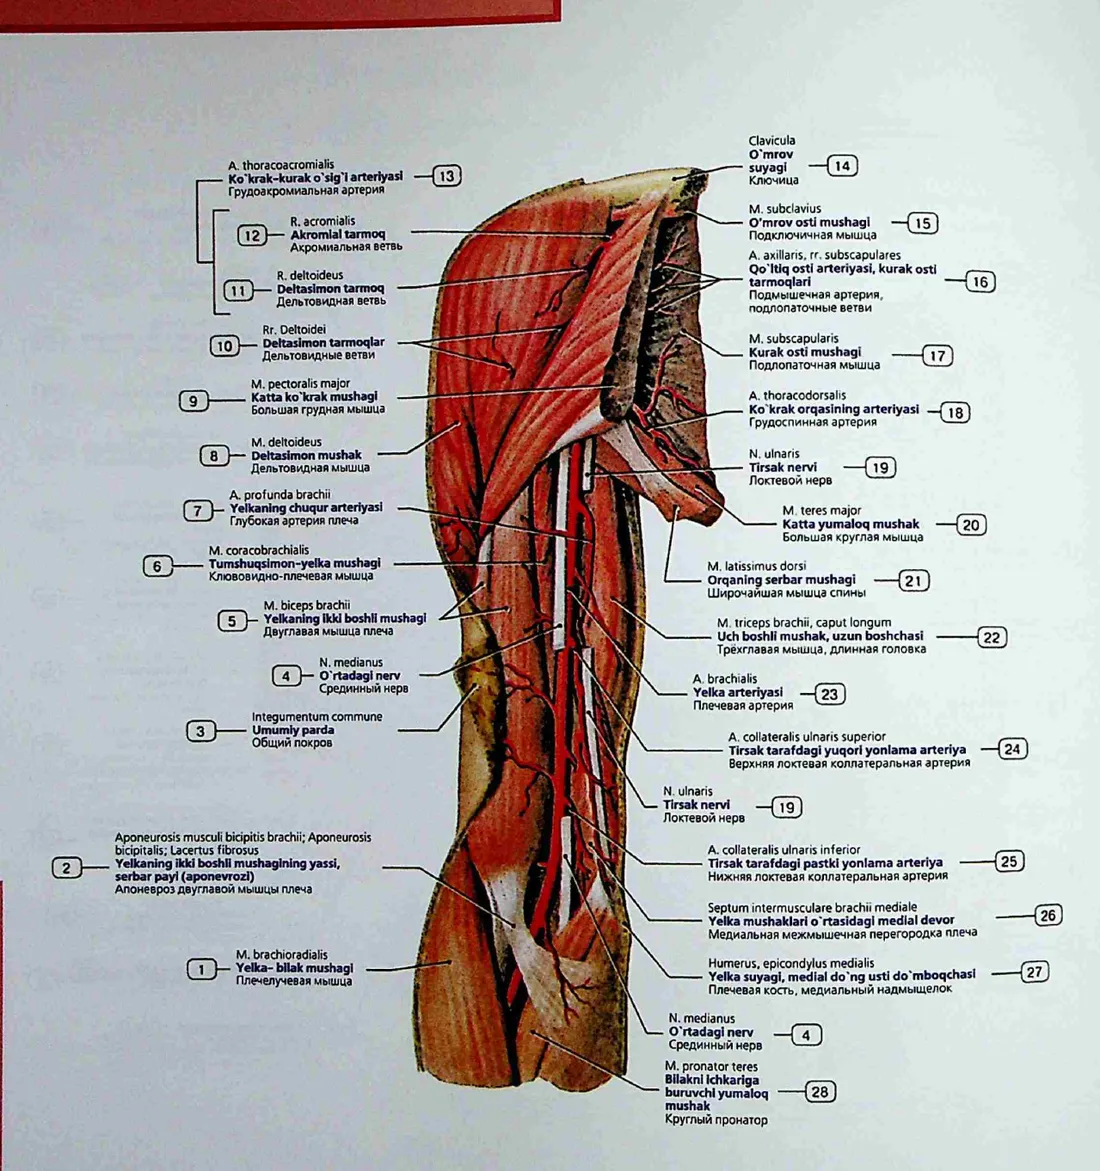 A. thoracoacromialis
Ko`krak-kurak o`sig`i arteriyasi
Грудоакромиальная артерия
13
R. acromialis
Akromial tarmoq
Акромиальная ветвь
12
R. deltoideus
Deltasimon tarmoq
Дельтовидная ветвь
11
Rr. Deltoidei
Deltasimon tarmoqlar
Дельтовидные ветви
10
M. pectoralis major
Katta ko`krak mushagi
Большая грудная мышца
9
M. deltoideus
Deltasimon mushak
Дельтовидная мышца
8
A. profunda brachii
Yelkaning chuqur arteriyasi
Глубокая артерия плеча
7
M. coracobrachialis
Tumshuqsimon-yelka mushagi
Клювовидно-плечевая мышца
6
M. biceps brachii
Yelkaning ikki boshli mushagi
Двуглавая мышца плеча
5
N. medianus
O`rtadagi nerv
Срединный нерв
4
Integumentum commune
Umumiy parda
Общий покров
3
Aponeurosis musculi bicipitis brachii; Aponeurosis
bicipitalis; Lacertus fibrosus
Yelkaning ikki boshli mushagining yassi,
serbar payi (aponevrozi)
Апоневроз двуглавой мышцы плеча
2
M. brachioradialis
Yelka- bilak mushagi
Плечелучевая мышца
1
Clavicula
O`mrov
suyagi
Ключица
14
M. subclavius
O'mrov osti mushagi
Подключичная мышца
15
A. axillaris, rr. subscapulares
Qo`ltiq osti arteriyasi, kurak osti
tarmoqlari
Подмышечная артерия,
подлопаточные ветви
16
M. subscapularis
Kurak osti mushagi
Подлопаточная мышца
17
A. thoracodorsalis
Ko`krak orqasining arteriyasi
Грудоспинная артерия
18
N. ulnaris
Tirsak nervi
Локтевой нерв
19
M. teres major
Katta yumaloq mushak
Большая круглая мышца
20
M. latissimus dorsi
Orqaning serbar mushagi
Широчайшая мышца спины
21
M. triceps brachii, caput longum
Uch boshli mushak, uzun boshchasi
Трёхглавая мышца, длинная головка
22
A. brachialis
Yelka arteriyasi
Плечевая артерия
23
A. collateralis ulnaris superior
Tirsak tarafdagi yuqori yonlama arteriya
Верхняя локтевая коллатеральная артерия
24
N. ulnaris
Tirsak nervi
Локтевой нерв
19
A. collateralis ulnaris inferior
Tirsak tarafdagi pastki yonlama arteriya
Нижняя локтевая коллатеральная артерия
25
Septum intermusculare brachii mediale
Yelka mushaklari o`rtasidagi medial devor
Медиальная межмышечная перегородка плеча
26
Humerus, epicondylus medialis
Yelka suyagi, medial do`ng usti do`mboqchasi
Плечевая кость, медиальный надмыщелок
27
N. medianus
O`rtadagi nerv
Срединный нерв
4
M. pronator teres
Bilakni ichkariga
buruvchi yumaloq
mushak
Круглый пронатор
28